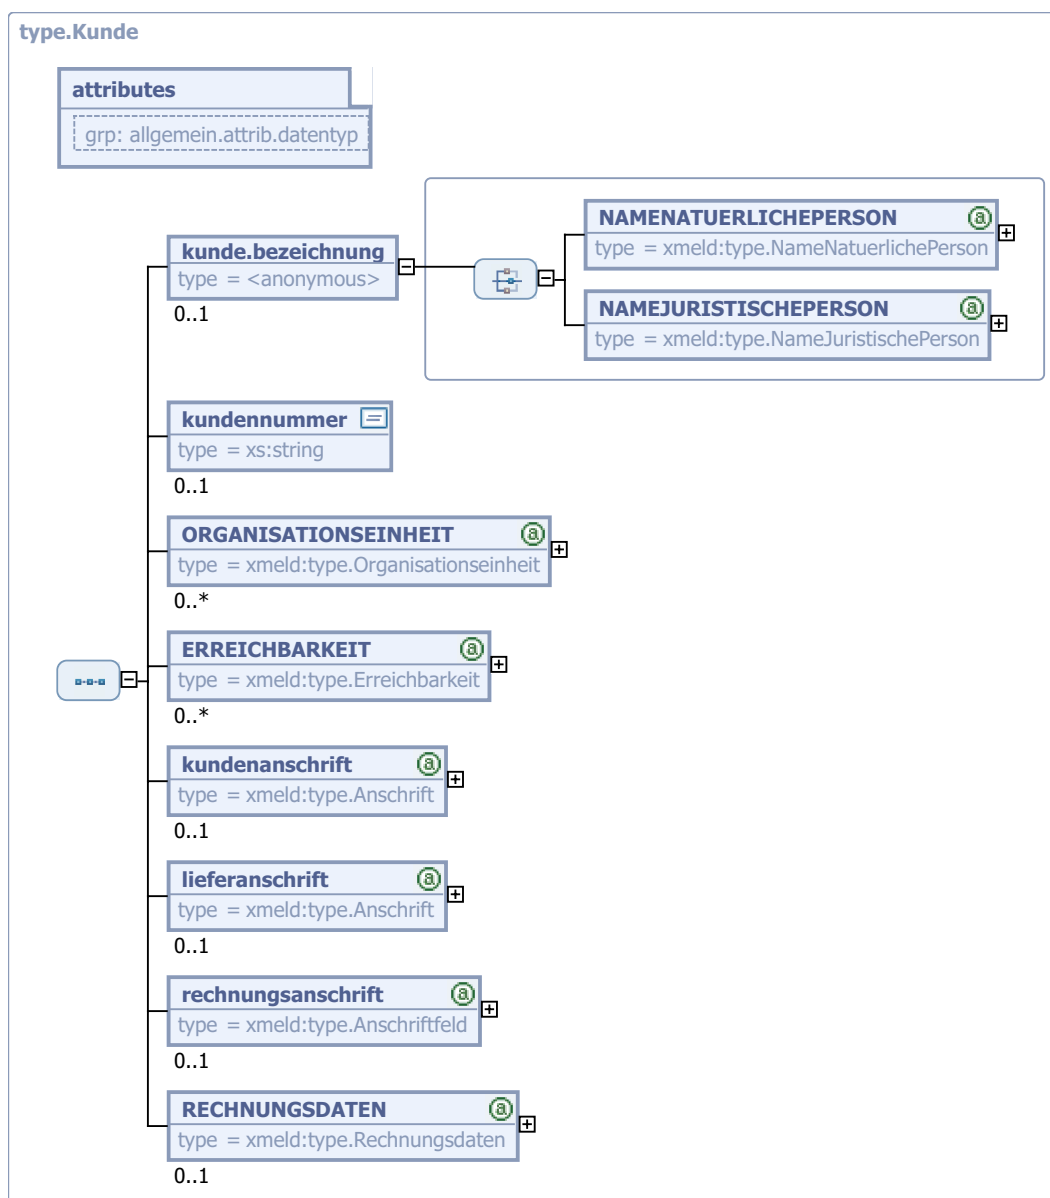 type.Kunde
attributes
grp: allgemein.attrib.datentyp
kunde.bezeichnung
type = <anonymous>
0..1
NAMENATUERLICHEPERSON
type = xmeld:type.NameNatuerlichePerson
NAMEJURISTISCHEPERSON
type = xmeld:type.NameJuristischePerson
kundennummer
type = xs:string
0..1
ORGANISATIONSEINHEIT
type = xmeld:type.Organisationseinheit
0..*
ERREICHBARKEIT
type = xmeld:type.Erreichbarkeit
0..*
kundenanschrift
type = xmeld:type.Anschrift
0..1
lieferanschrift
type = xmeld:type.Anschrift
0..1
rechnungsanschrift
type = xmeld:type.Anschriftfeld
0..1
RECHNUNGSDATEN
type = xmeld:type.Rechnungsdaten
0..1